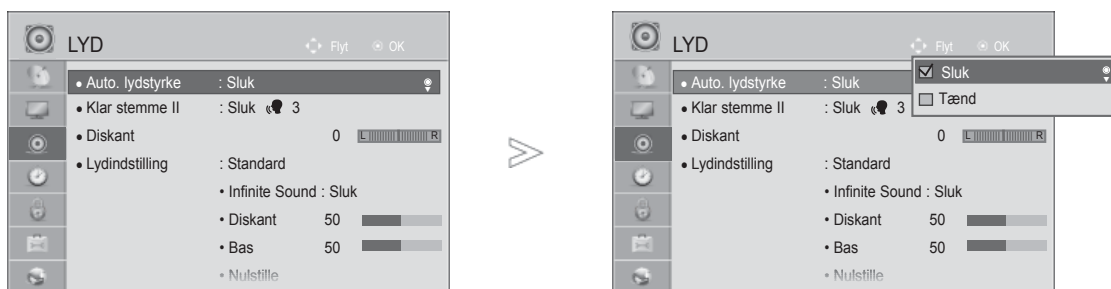 LYD Flyt OK
• Auto. lydstyrke : Sluk
• Klar stemme II : Sluk 3
• Diskant 0 L R
• Lydindstilling : Standard
• Infinite Sound : Sluk
• Diskant 50
• Bas 50
• Nulstille
>
LYD Flyt OK
• Auto. lydstyrke : Sluk
☑ Sluk
Tænd
• Klar stemme II : Sluk 3
• Diskant 0 L R
• Lydindstilling : Standard
• Infinite Sound : Sluk
• Diskant 50
• Bas 50
• Nulstille